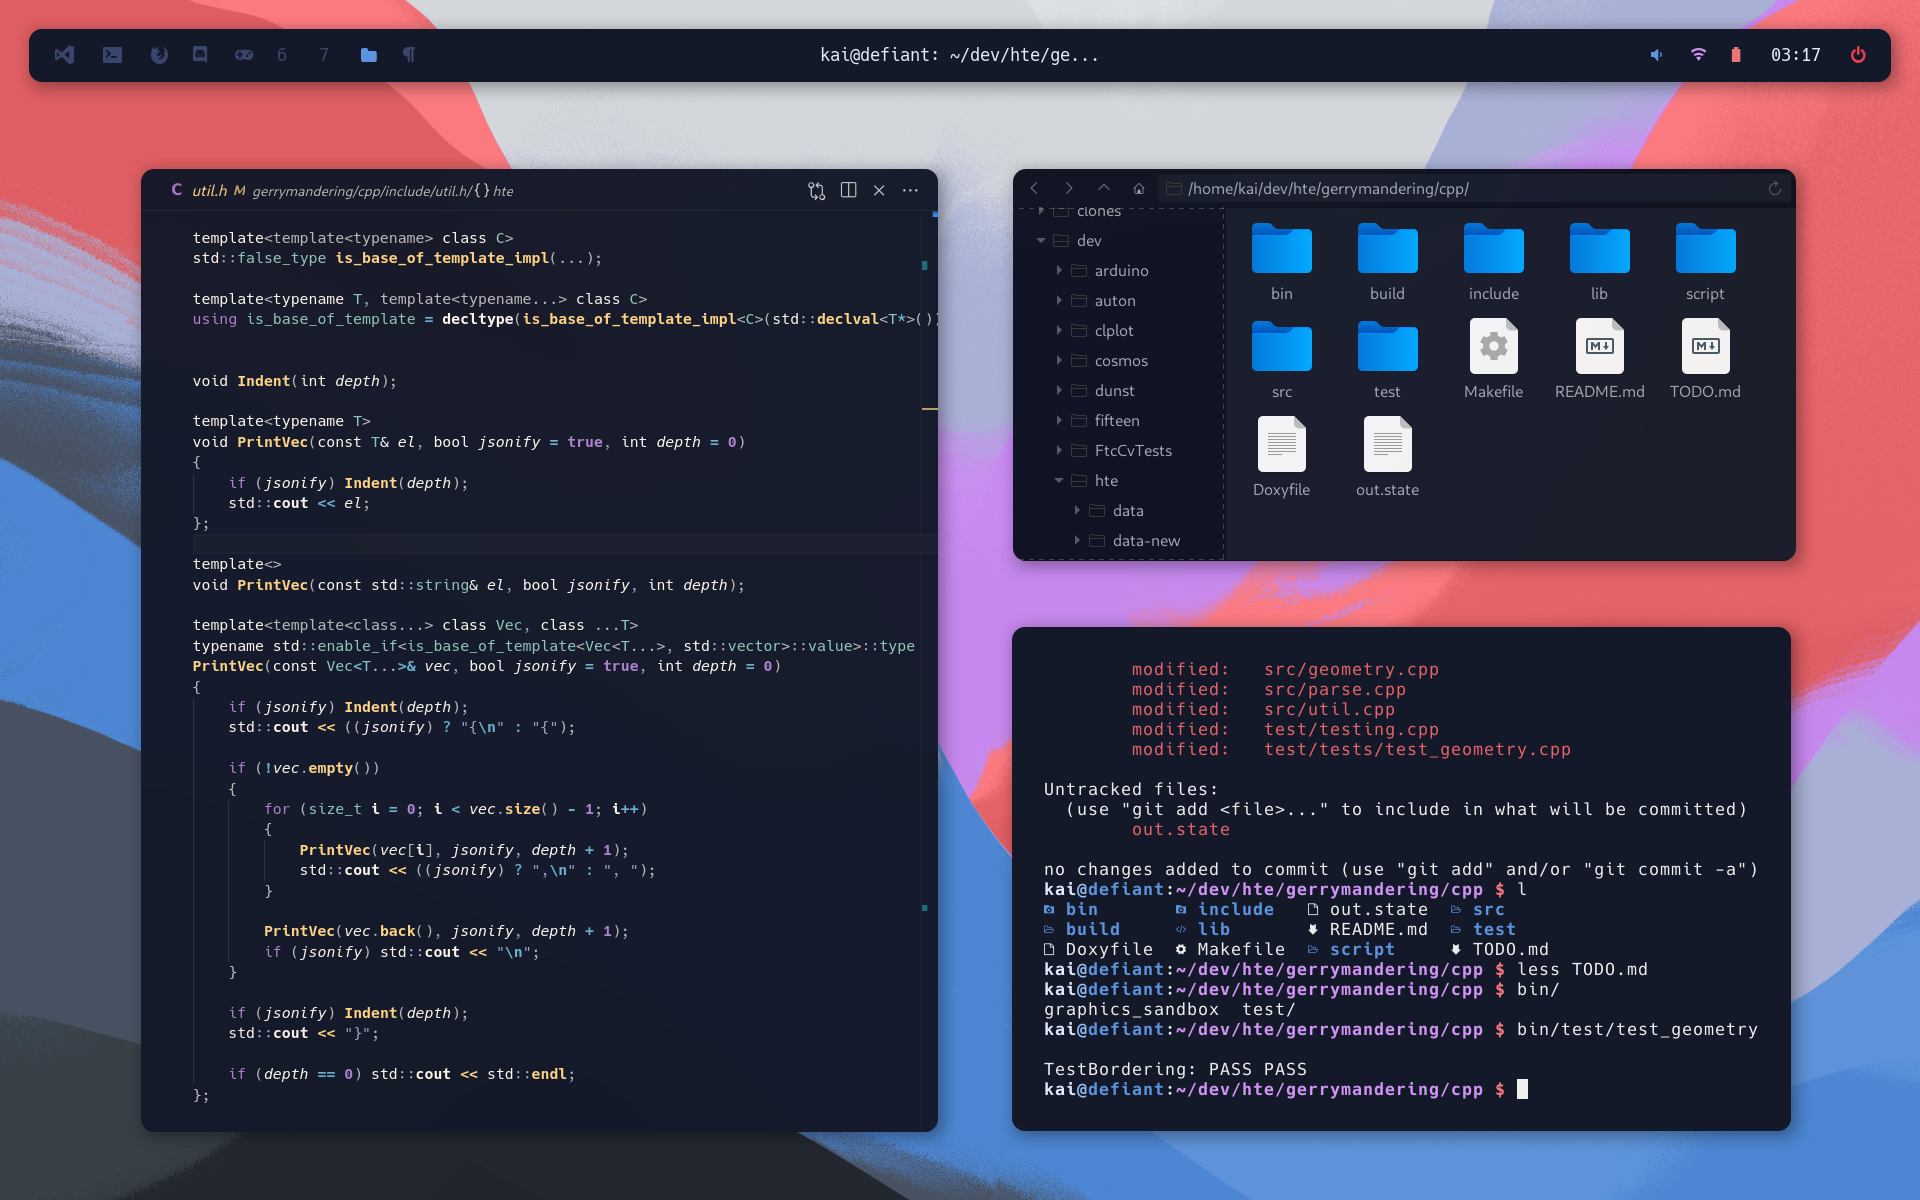 6 7 kai@defiant: ~/dev/hte/ge... 03:17
C util.h M gerrymandering/cpp/include/util.h/{} hte
template<template<typename> class C>
std::false_type is_base_of_template_impl(...);
template<typename T, template<typename...> class C>
using is_base_of_template = decltype(is_base_of_template_impl<C>(std::declval<T*>())
void Indent(int depth);
template<typename T>
void PrintVec(const T& el, bool jsonify = true, int depth = 0)
{
    if (jsonify) Indent(depth);
    std::cout << el;
};
template<>
void PrintVec(const std::string& el, bool jsonify, int depth);
template<template<class...> class Vec, class ...T>
typename std::enable_if<is_base_of_template<Vec<T...>, std::vector>::value>::type
PrintVec(const Vec<T...>& vec, bool jsonify = true, int depth = 0)
{
    if (jsonify) Indent(depth);
    std::cout << ((jsonify) ? "{\n" : "{");
    if (!vec.empty())
    {
        for (size_t i = 0; i < vec.size() - 1; i++)
        {
            PrintVec(vec[i], jsonify, depth + 1);
            std::cout << ((jsonify) ? ",\n" : ", ");
        }
        PrintVec(vec.back(), jsonify, depth + 1);
        if (jsonify) std::cout << "\n";
    }
    if (jsonify) Indent(depth);
    std::cout << "}";
    if (depth == 0) std::cout << std::endl;
};
/home/kai/dev/hte/gerrymandering/cpp/
clones
dev
arduino
auton
clplot
cosmos
dunst
fifteen
FtcCvTests
hte
data
data-new
bin build include lib script
src test Makefile README.md TODO.md
Doxyfile out.state
modified:   src/geometry.cpp
modified:   src/parse.cpp
modified:   src/util.cpp
modified:   test/testing.cpp
modified:   test/tests/test_geometry.cpp
Untracked files:
  (use "git add <file>..." to include in what will be committed)
        out.state
no changes added to commit (use "git add" and/or "git commit -a")
kai@defiant:~/dev/hte/gerrymandering/cpp $ l
bin include out.state src
build lib README.md test
Doxyfile Makefile script TODO.md
kai@defiant:~/dev/hte/gerrymandering/cpp $ less TODO.md
kai@defiant:~/dev/hte/gerrymandering/cpp $ bin/
graphics_sandbox  test/
kai@defiant:~/dev/hte/gerrymandering/cpp $ bin/test/test_geometry
TestBordering: PASS PASS
kai@defiant:~/dev/hte/gerrymandering/cpp $